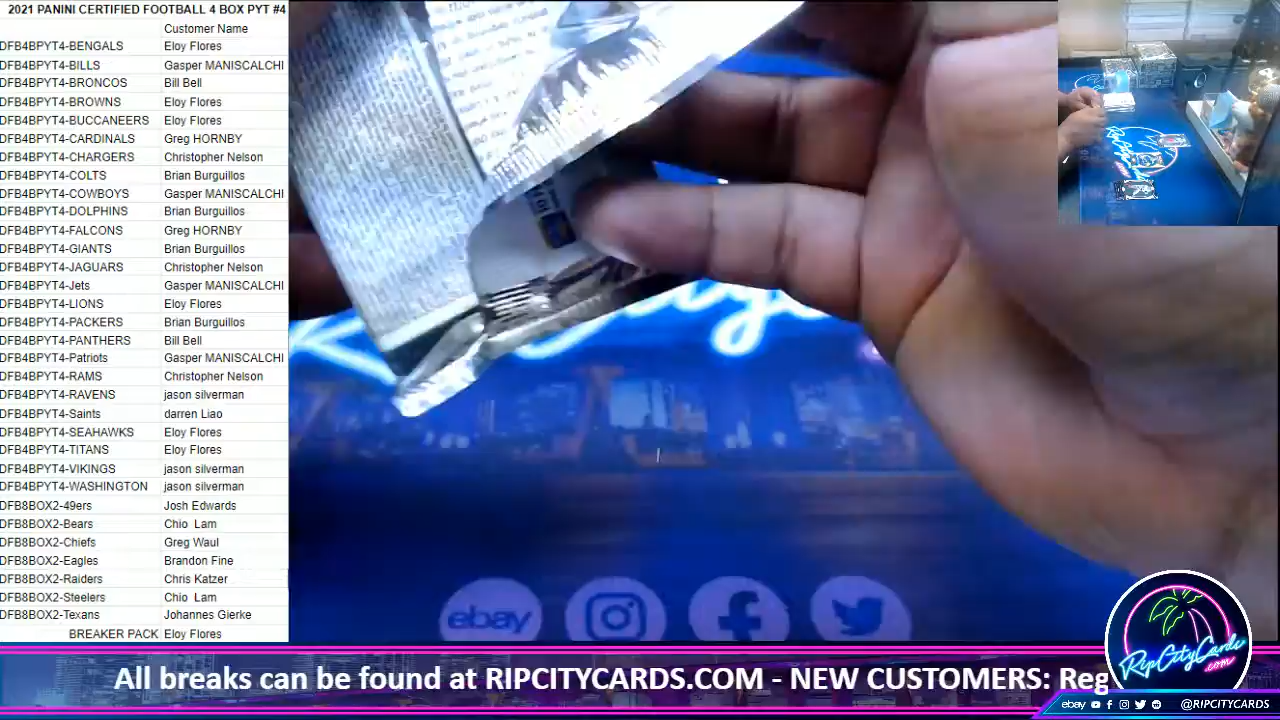 2021 PANINI CERTIFIED FOOTBALL 4 BOX PYT #4
Customer Name
DFB4BPYT4-BENGALS Eloy Flores
DFB4BPYT4-BILLS Gasper MANISCALCHI
DFB4BPYT4-BRONCOS Bill Bell
DFB4BPYT4-BROWNS Eloy Flores
DFB4BPYT4-BUCCANEERS Eloy Flores
DFB4BPYT4-CARDINALS Greg HORNBY
DFB4BPYT4-CHARGERS Christopher Nelson
DFB4BPYT4-COLTS Brian Burguillos
DFB4BPYT4-COWBOYS Gasper MANISCALCHI
DFB4BPYT4-DOLPHINS Brian Burguillos
DFB4BPYT4-FALCONS Greg HORNBY
DFB4BPYT4-GIANTS Brian Burguillos
DFB4BPYT4-JAGUARS Christopher Nelson
DFB4BPYT4-Jets Gasper MANISCALCHI
DFB4BPYT4-LIONS Eloy Flores
DFB4BPYT4-PACKERS Brian Burguillos
DFB4BPYT4-PANTHERS Bill Bell
DFB4BPYT4-Patriots Gasper MANISCALCHI
DFB4BPYT4-RAMS Christopher Nelson
DFB4BPYT4-RAVENS jason silverman
DFB4BPYT4-Saints darren Liao
DFB4BPYT4-SEAHAWKS Eloy Flores
DFB4BPYT4-TITANS Eloy Flores
DFB4BPYT4-VIKINGS jason silverman
DFB4BPYT4-WASHINGTON jason silverman
DFB8BOX2-49ers Josh Edwards
DFB8BOX2-Bears Chio Lam
DFB8BOX2-Chiefs Greg Waul
DFB8BOX2-Eagles Brandon Fine
DFB8BOX2-Raiders Chris Katzer
DFB8BOX2-Steelers Chio Lam
DFB8BOX2-Texans Johannes Gierke
BREAKER PACK Eloy Flores
ebay
RipCityCards
.com
All breaks can be found at RIPCITYCARDS.COM - NEW CUSTOMERS: Reg
ebay @RIPCITYCARDS